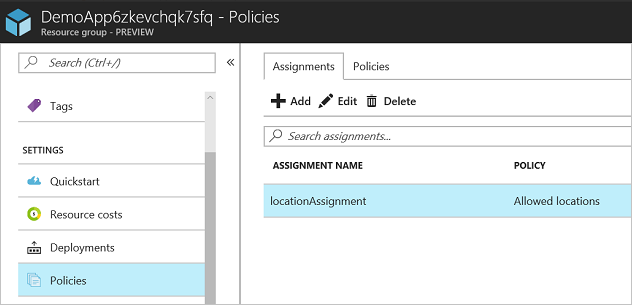 DemoApp6zkevchqk7sfq - Policies
Resource group - PREVIEW
Search (Ctrl+/)
Tags
SETTINGS
Quickstart
Resource costs
Deployments
Policies
Assignments Policies
Add Edit Delete
Search assignments...
ASSIGNMENT NAME POLICY
locationAssignment Allowed locations